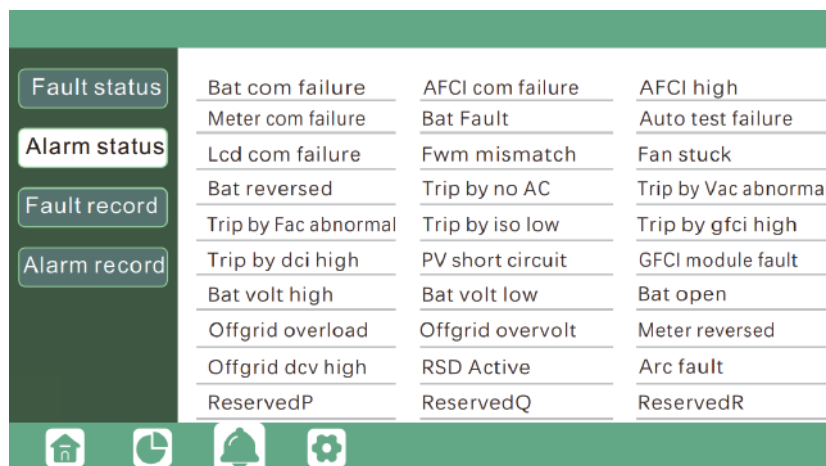 Fault status
Alarm status
Fault record
Alarm record
Bat com failure AFCI com failure AFCI high
Meter com failure Bat Fault Auto test failure
Lcd com failure Fwm mismatch Fan stuck
Bat reversed Trip by no AC Trip by Vac abnorma
Trip by Fac abnormal Trip by iso low Trip by gfci high
Trip by dci high PV short circuit GFCI module fault
Bat volt high Bat volt low Bat open
Offgrid overload Offgrid overvolt Meter reversed
Offgrid dcv high RSD Active Arc fault
ReservedP ReservedQ ReservedR